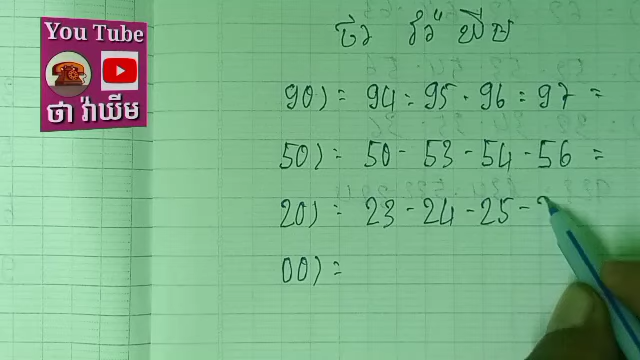 You Tube
ថា វ៉ាឃីម
90) = 94 = 95 · 96 = 97 =
50) = 50 - 53 - 54 - 56 =
20) = 23 - 24 - 25 -
00) =